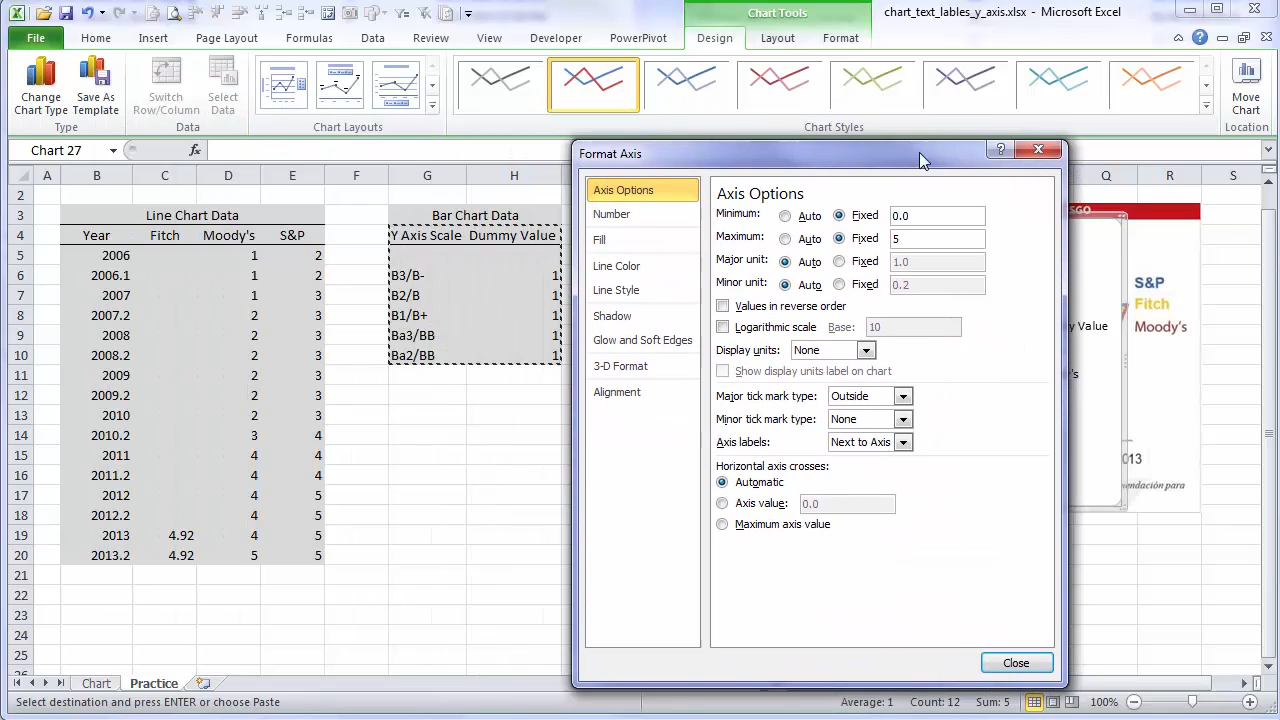 Chart Tools
chart_text_lables_y_axis.xlsx - Microsoft Excel
File Home Insert Page Layout Formulas Data Review View Developer PowerPivot Design Layout Format
Change Chart Type
Save As Template
Switch Row/Column
Select Data
Move Chart
Type Data Chart Layouts Chart Styles Location
Chart 27 fx
A B C D E F G H Q R S
2
3 Line Chart Data Bar Chart Data
4 Year Fitch Moody's S&P Y Axis Scale Dummy Value
5 2006 1 2
6 2006.1 1 2 B3/B- 1
7 2007 1 3 B2/B 1
8 2007.2 2 3 B1/B+ 1
9 2008 2 3 Ba3/BB 1
10 2008.2 2 3 Ba2/BB 1
11 2009 2 3
12 2009.2 2 3
13 2010 2 3
14 2010.2 3 4
15 2011 4 4
16 2011.2 4 4
17 2012 4 5
18 2012.2 4 5
19 2013 4.92 4 5
20 2013.2 4.92 5 5
21
22
23
24
25
Format Axis
Axis Options
Number
Fill
Line Color
Line Style
Shadow
Glow and Soft Edges
3-D Format
Alignment
Axis Options
Minimum: Auto Fixed 0.0
Maximum: Auto Fixed 5
Major unit: Auto Fixed 1.0
Minor unit: Auto Fixed 0.2
Values in reverse order
Logarithmic scale Base: 10
Display units: None
Show display units label on chart
Major tick mark type: Outside
Minor tick mark type: None
Axis labels: Next to Axis
Horizontal axis crosses:
Automatic
Axis value: 0.0
Maximum axis value
Close
SGO
S&P
Fitch
Moody's
y Value
's
013
endación para
Chart Practice
Select destination and press ENTER or choose Paste
Average: 1 Count: 12 Sum: 5 100%